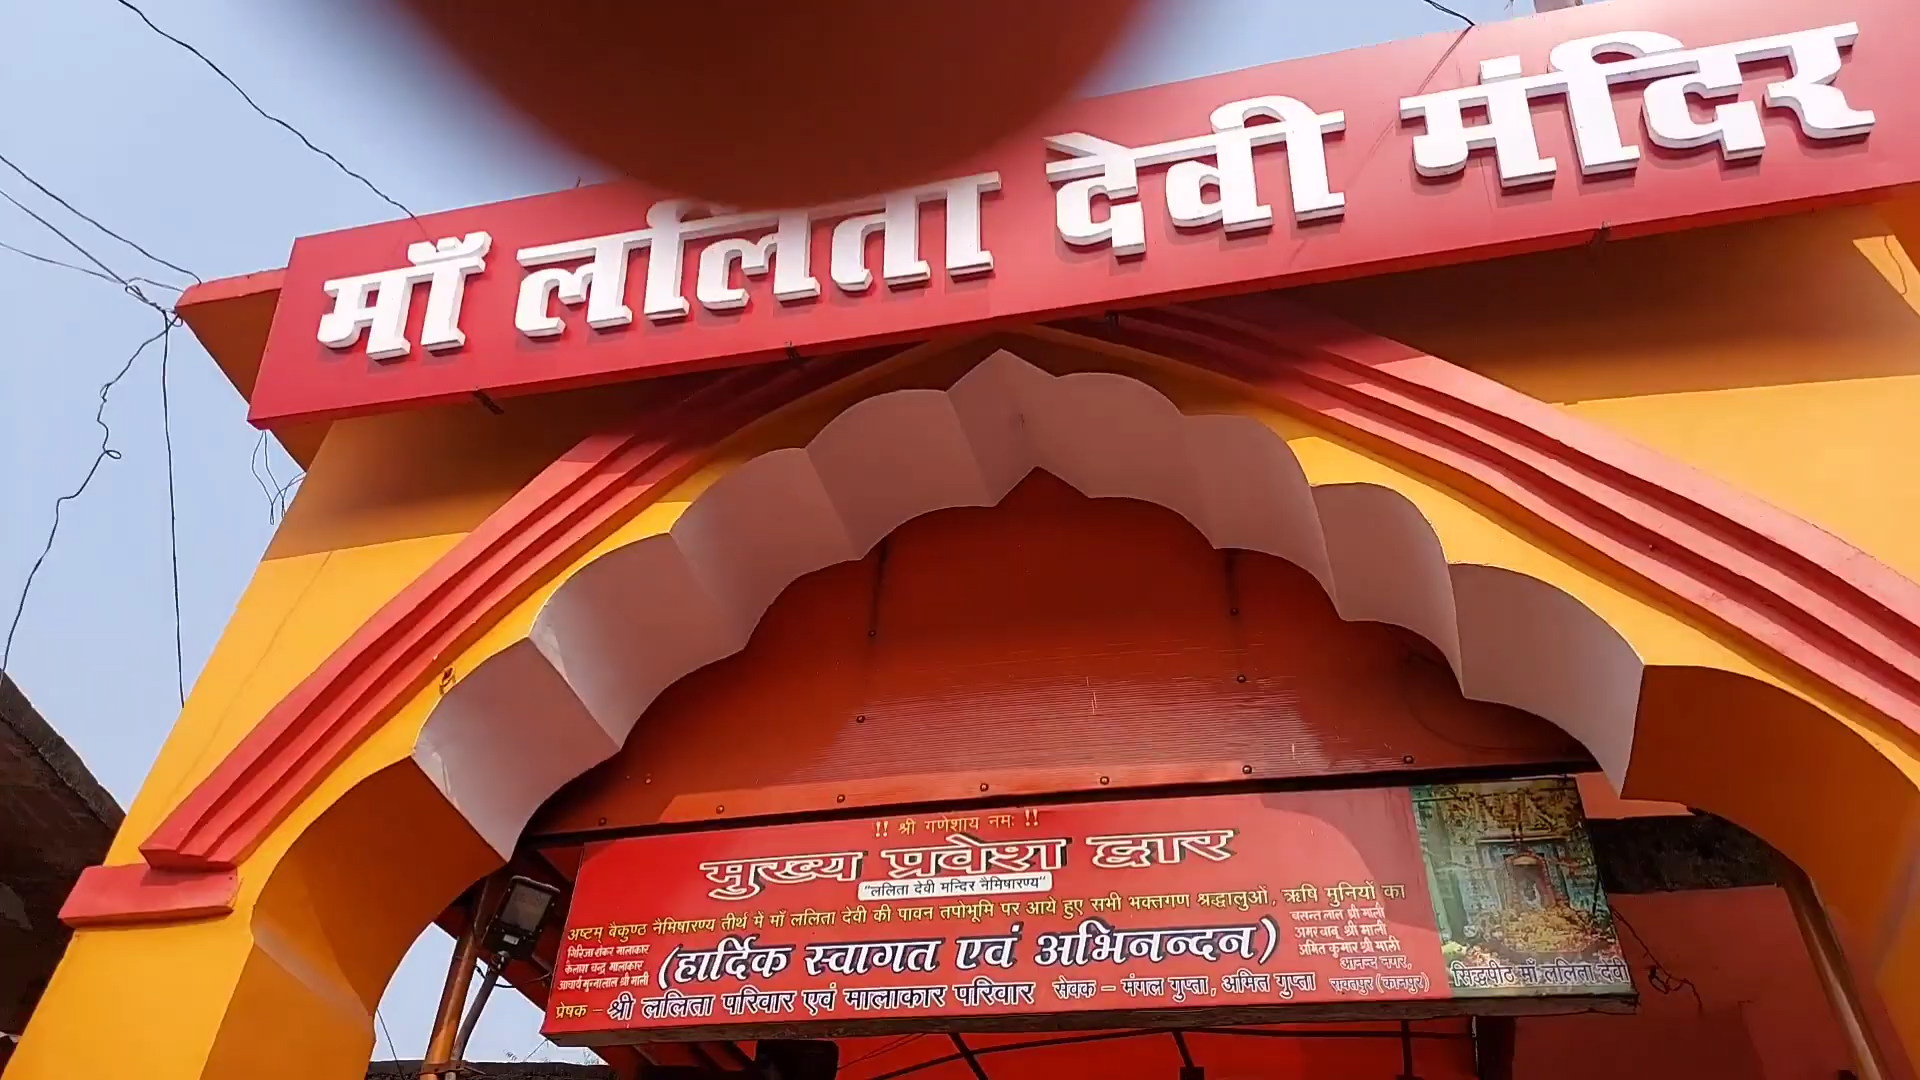 माँ ललिता देवी मंदिर
!! श्री गणेशाय नमः !!
मुख्य प्रवेश द्वार
"ललिता देवी मन्दिर नैमिषारण्य"
अष्टम् वैकुण्ठ नैमिषारण्य तीर्थ में माँ ललिता देवी की पावन तपोभूमि पर आये हुए सभी भक्तगण श्रद्धालुओं, ऋषि मुनियों का
गिरिजा शंकर मालाकार
कैलाश चन्द्र मालाकार
आचार्य मुन्नालाल श्री माली
(हार्दिक स्वागत एवं अभिनन्दन)
बसन्त लाल श्री माली
अमर बाबू श्री माली
अमित कुमार श्री माली
आनन्द नगर,
रावतपुर (कानपुर)
प्रेषक – श्री ललिता परिवार एवं मालाकार परिवार सेवक – मंगल गुप्ता, अमित गुप्ता
सिद्धपीठ माँ ललिता देवी